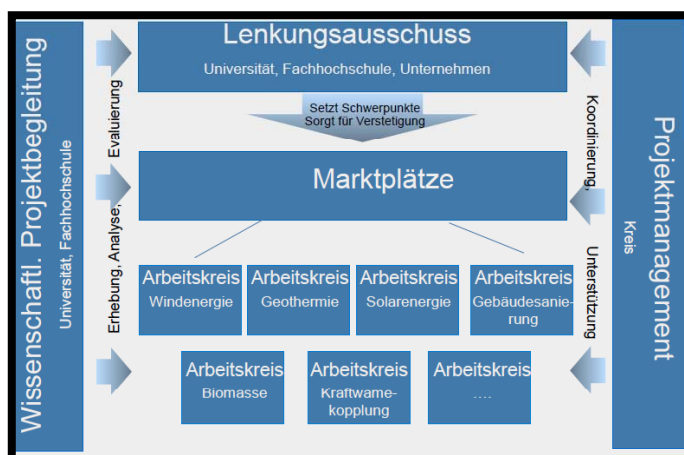 Wissenschaftl. Projektbegleitung
Universität, Fachhochschule
Erhebung, Analyse, Evaluierung
Lenkungsausschuss
Universität, Fachhochschule, Unternehmen
Setzt Schwerpunkte
Sorgt für Verstetigung
Marktplätze
Arbeitskreis
Windenergie
Arbeitskreis
Geothermie
Arbeitskreis
Solarenergie
Arbeitskreis
Gebäudesanie-
rung
Arbeitskreis
Biomasse
Arbeitskreis
Kraftwame-
kopplung
Arbeitskreis
....
Koordinierung, Unterstützung
Projektmanagement
Kreis